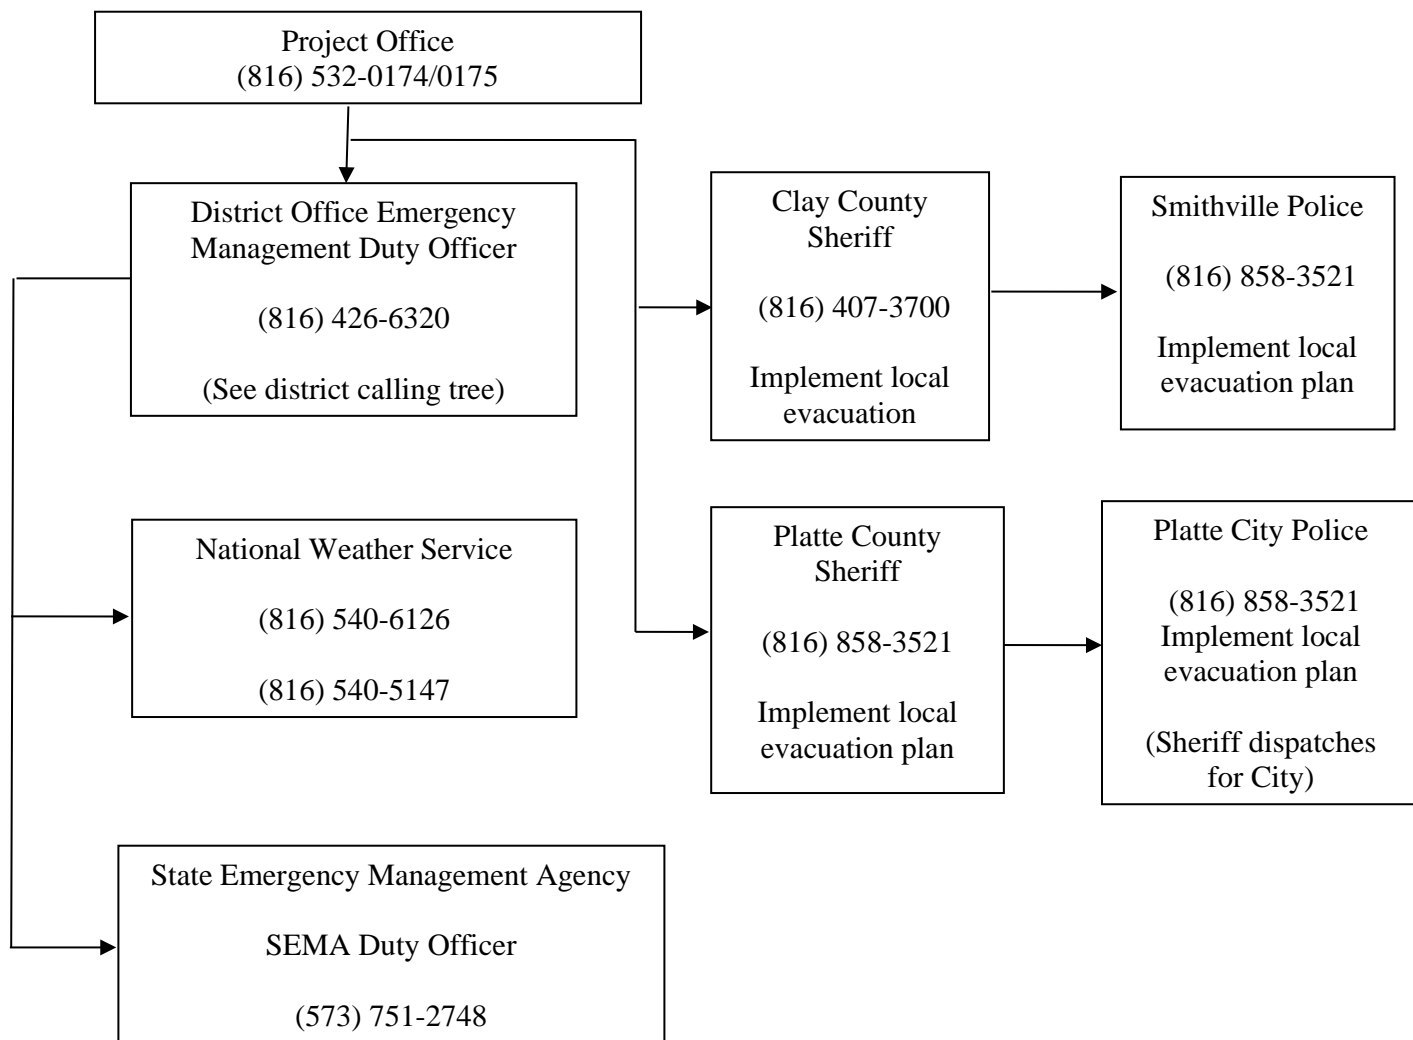 Project Office
(816) 532-0174/0175
District Office Emergency
Management Duty Officer
(816) 426-6320
(See district calling tree)
Clay County
Sheriff
(816) 407-3700
Implement local
evacuation
Smithville Police
(816) 858-3521
Implement local
evacuation plan
National Weather Service
(816) 540-6126
(816) 540-5147
Platte County
Sheriff
(816) 858-3521
Implement local
evacuation plan
Platte City Police
(816) 858-3521
Implement local
evacuation plan
(Sheriff dispatches
for City)
State Emergency Management Agency
SEMA Duty Officer
(573) 751-2748